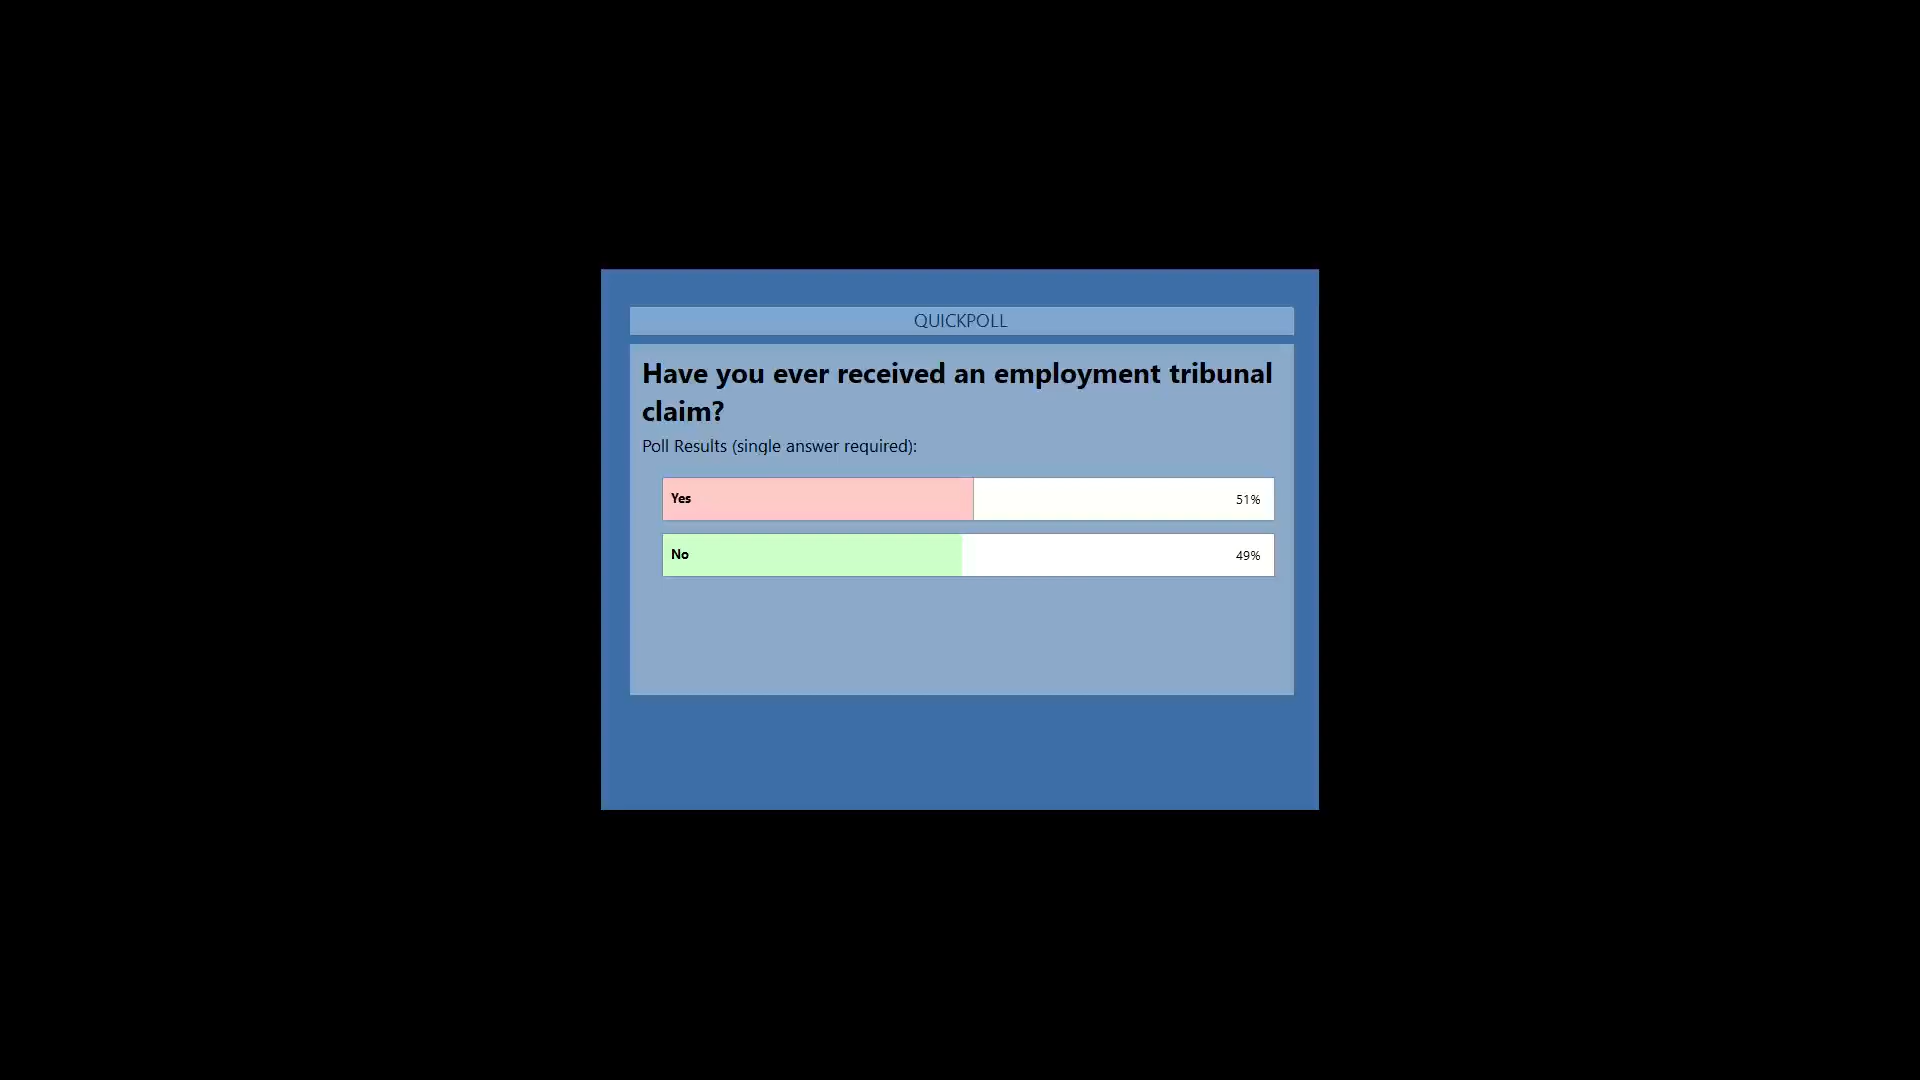 QUICKPOLL
Have you ever received an employment tribunal
claim?
Poll Results (single answer required):
Yes 51%
No 49%